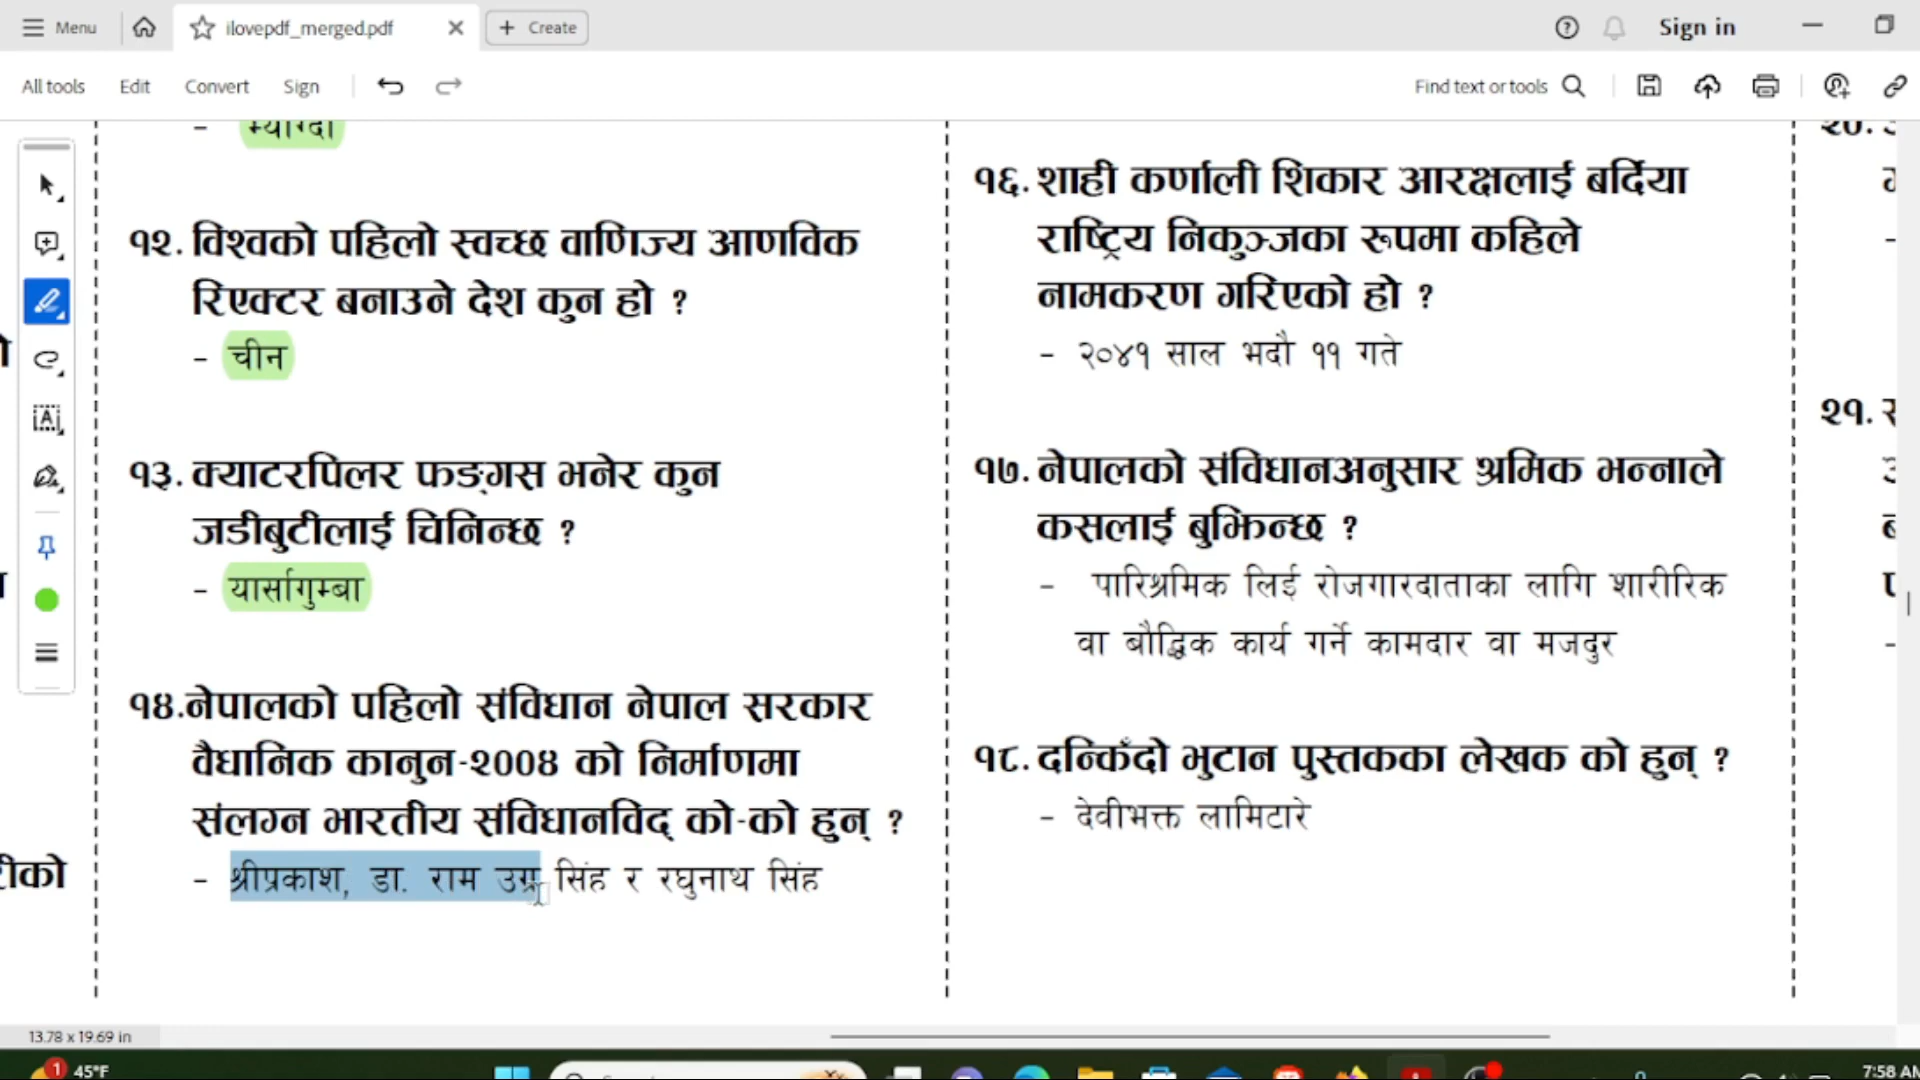 Menu
ilovepdf_merged.pdf
Create
Sign in
All tools
Edit
Convert
Sign
Find text or tools
- म्याग्दी
१२. विश्वको पहिलो स्वच्छ वाणिज्य आणविक
रिएक्टर बनाउने देश कुन हो ?
- चीन
१३. क्याटरपिलर फङ्गस भनेर कुन
जडीबुटीलाई चिनिन्छ ?
- यार्सागुम्बा
१४.नेपालको पहिलो संविधान नेपाल सरकार
वैधानिक कानुन-२००४ को निर्माणमा
संलग्न भारतीय संविधानविद् को-को हुन् ?
- श्रीप्रकाश, डा. राम उग्र सिंह र रघुनाथ सिंह
१६. शाही कर्णाली शिकार आरक्षलाई बर्दिया
राष्ट्रिय निकुञ्जका रूपमा कहिले
नामकरण गरिएको हो ?
- २०४१ साल भदौ ११ गते
१७. नेपालको संविधानअनुसार श्रमिक भन्नाले
कसलाई बुझिन्छ ?
- पारिश्रमिक लिई रोजगारदाताका लागि शारीरिक
वा बौद्धिक कार्य गर्ने कामदार वा मजदुर
१८. दन्किँदो भुटान पुस्तकका लेखक को हुन् ?
- देवीभक्त लामिटारे
२०.
२१.
13.78 x 19.69 in
1
45°F
7:58 AM